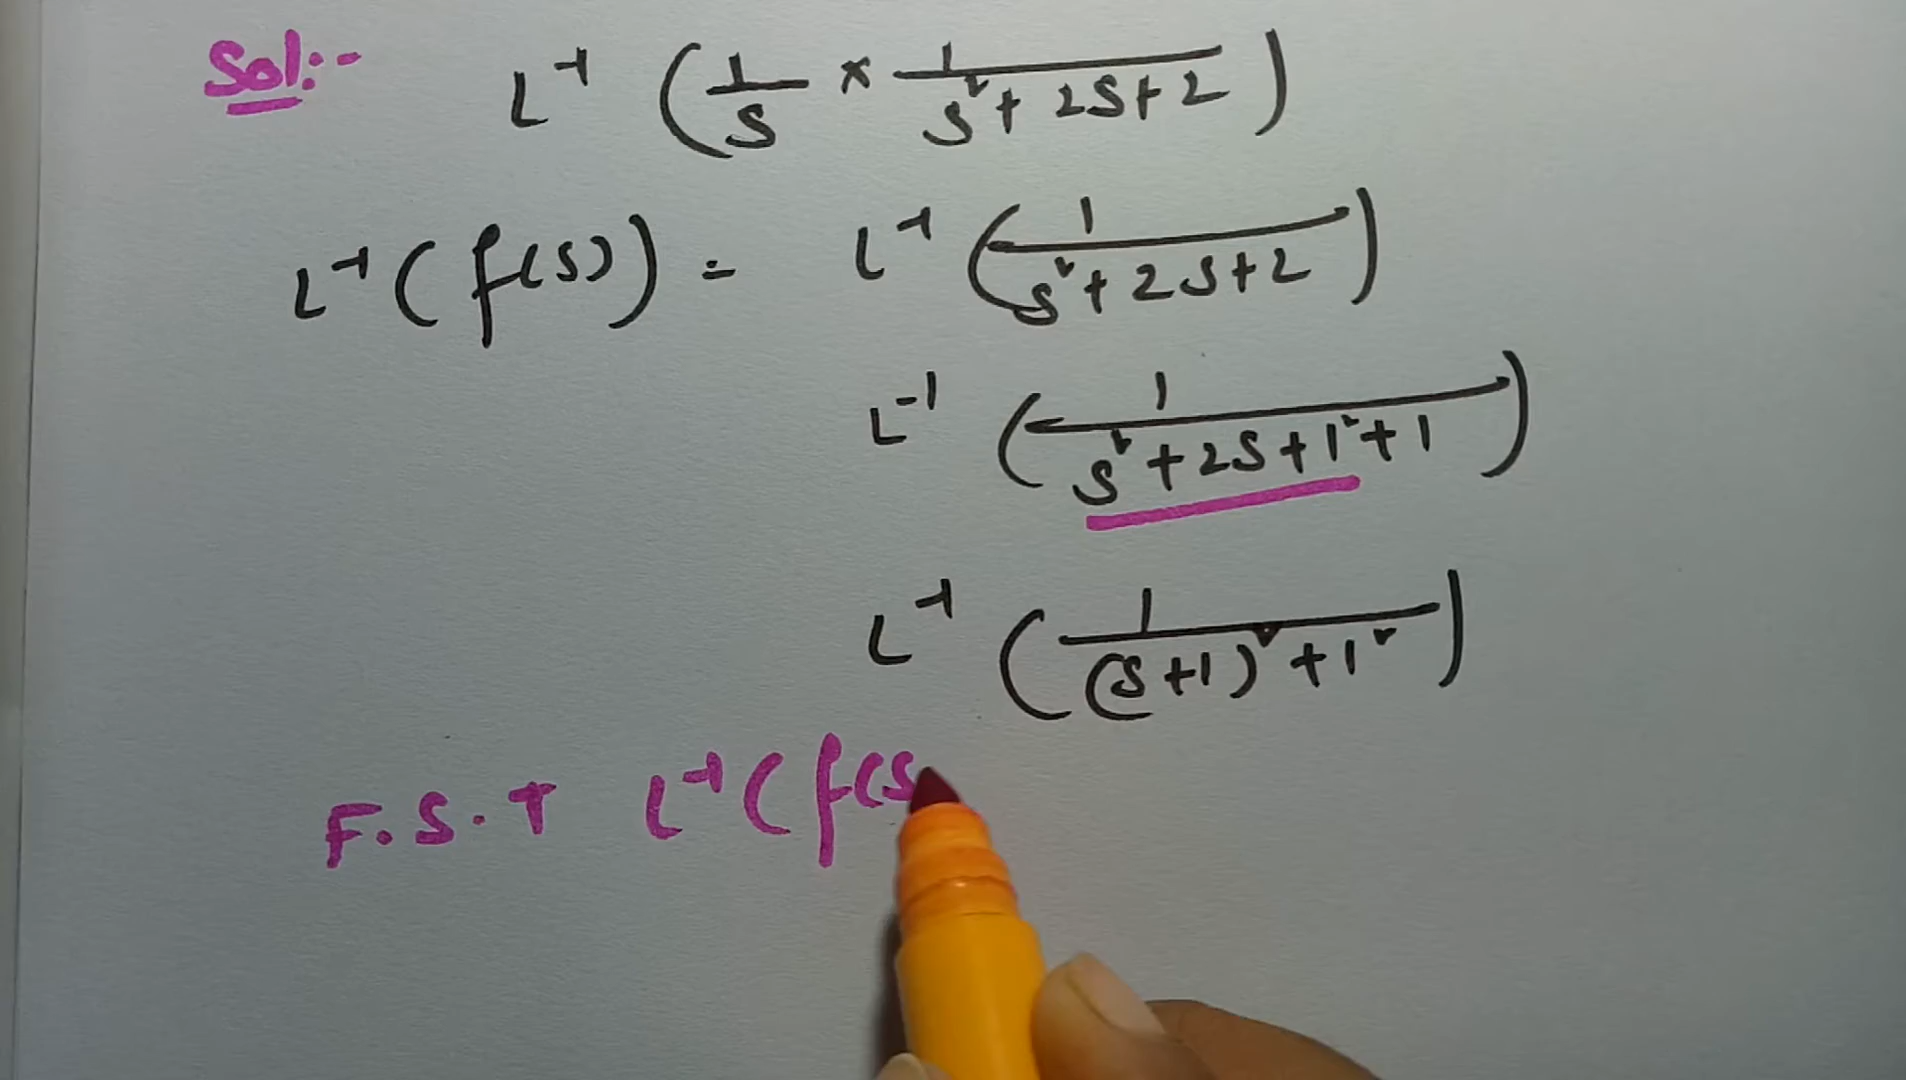 Sol:- L⁻¹ (1/S × 1/(S²+2S+2))
L⁻¹(f(S)) = L⁻¹ (1/(S²+2S+2))
L⁻¹ (1/(S²+2S+1²+1))
L⁻¹ (1/((S+1)²+1²))
F.S.T L⁻¹(f(S